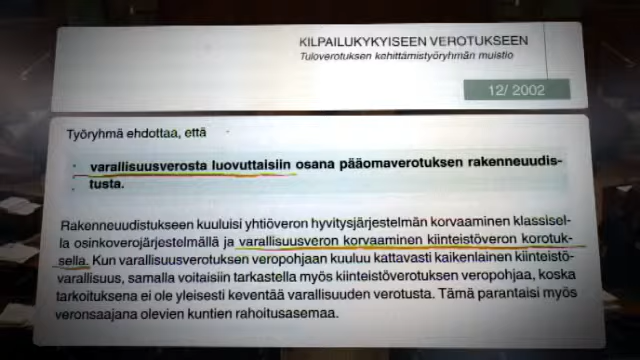 KILPAILUKYKYISEEN VEROTUKSEEN
Tuloverotuksen kehittämistyöryhmän muistio
12/ 2002
Työryhmä ehdottaa, että
· varallisuusverosta luovuttaisiin osana pääomaverotuksen rakenneuudis-
tusta.
Rakenneuudistukseen kuuluisi yhtiöveron hyvitysjärjestelmän korvaaminen klassisel-
la osinkoverojärjestelmällä ja varallisuusveron korvaaminen kiinteistöveron korotuk-
sella. Kun varallisuusverotuksen veropohjaan kuuluu kattavasti kaikenlainen kiinteistö-
varallisuus, samalla voitaisiin tarkastella myös kiinteistöverotuksen veropohjaa, koska
tarkoituksena ei ole yleisesti keventää varallisuuden verotusta. Tämä parantaisi myös
veronsaajana olevien kuntien rahoitusasemaa.